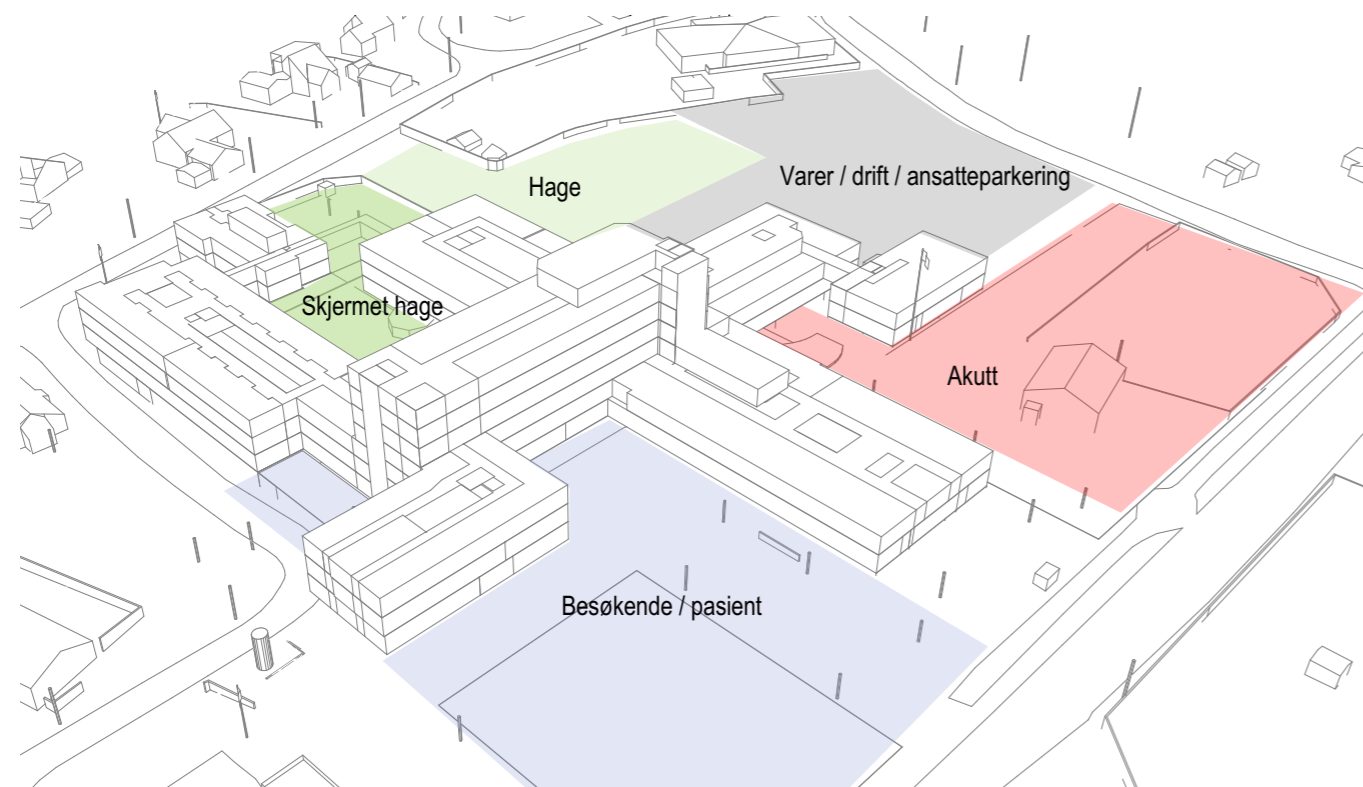 Hage
Varer / drift / ansatteparkering
Skjermet hage
Akutt
Besøkende / pasient